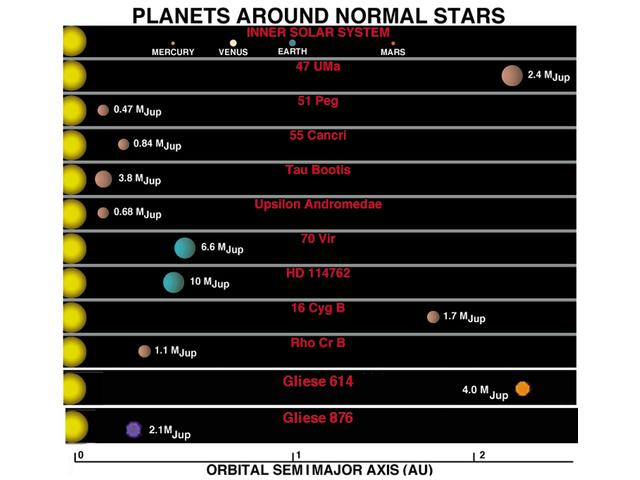 PLANETS AROUND NORMAL STARS
INNER SOLAR SYSTEM
MERCURY VENUS EARTH MARS
47 UMa
2.4 MJup
51 Peg
0.47 MJup
55 Cancri
0.84 MJup
Tau Bootis
3.8 MJup
Upsilon Andromedae
0.68 MJup
70 Vir
6.6 MJup
HD 114762
10 MJup
16 Cyg B
1.7 MJup
Rho Cr B
1.1 MJup
Gliese 614
4.0 MJup
Gliese 876
2.1MJup
0 1 2
ORBITAL SEMIMAJOR AXIS (AU)